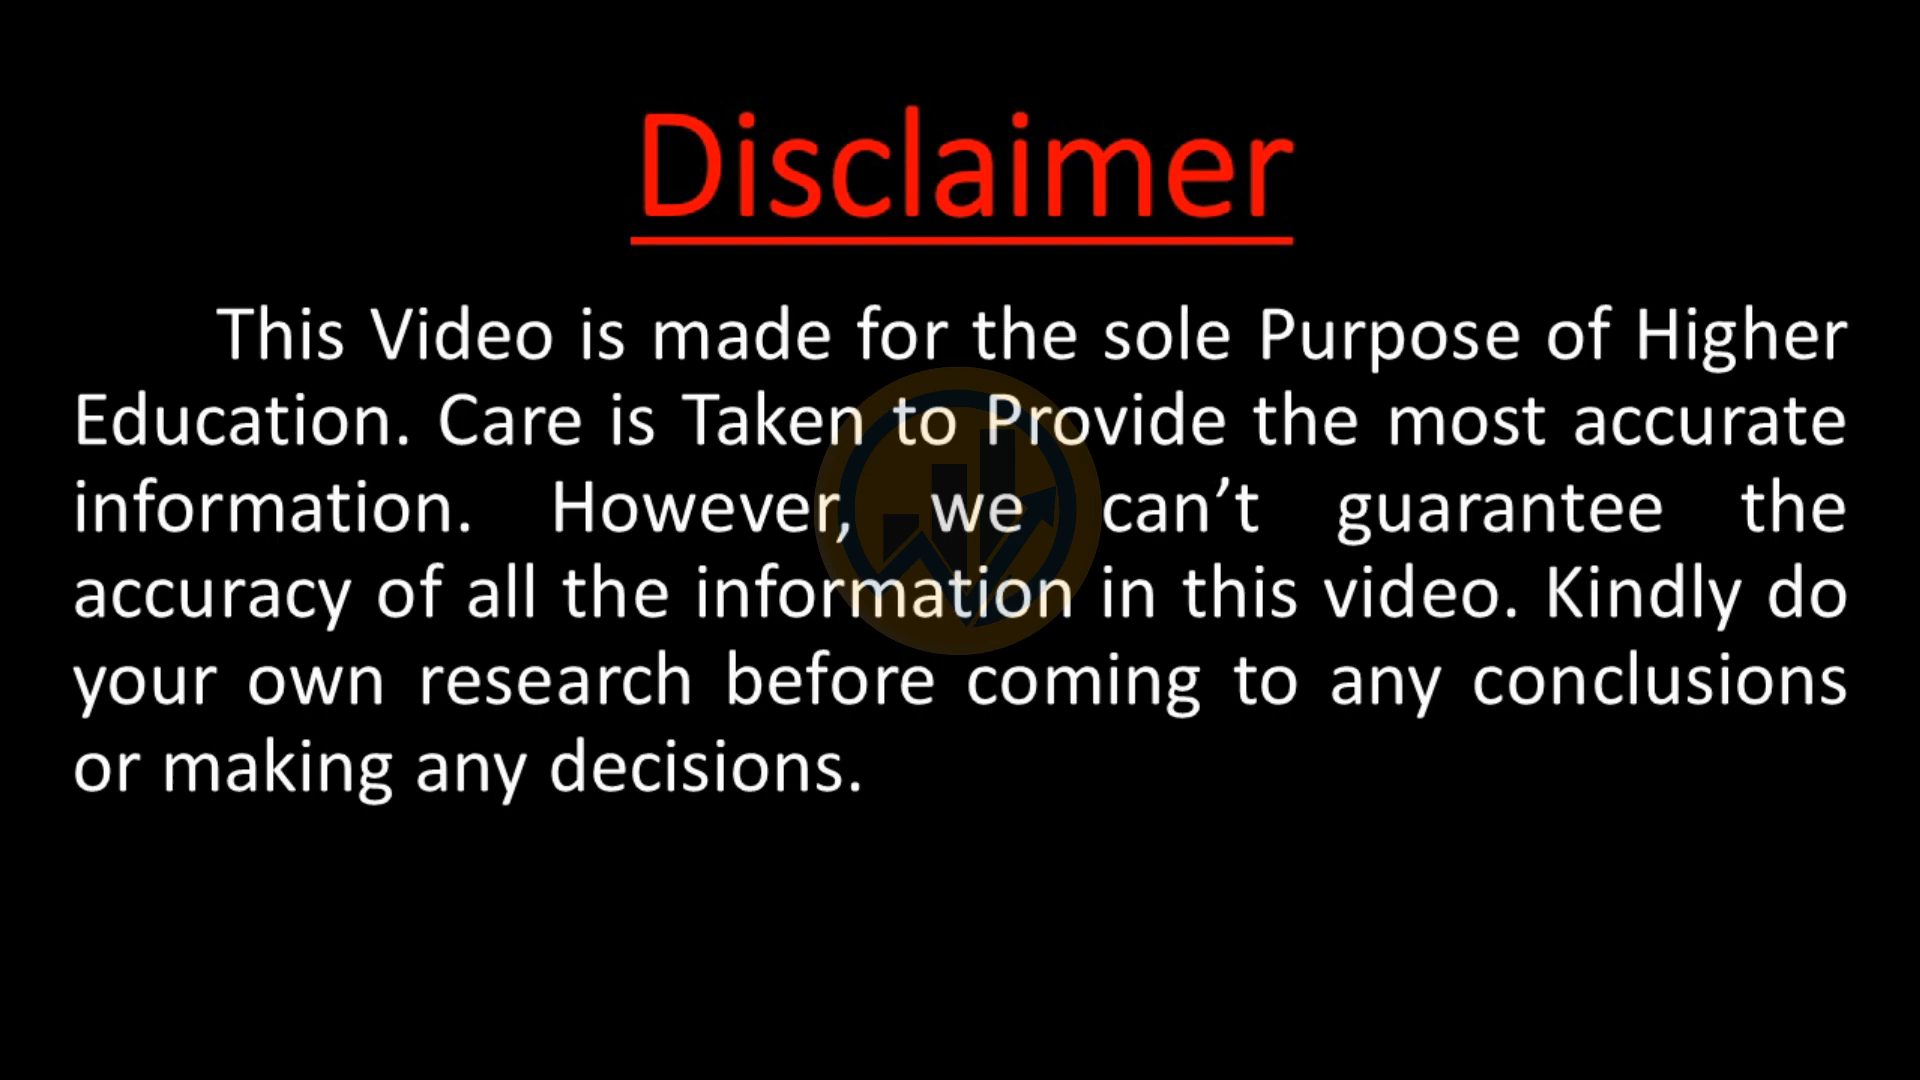 Disclaimer
This Video is made for the sole Purpose of Higher
Education. Care is Taken to Provide the most accurate
information. However, we can’t guarantee the
accuracy of all the information in this video. Kindly do
your own research before coming to any conclusions
or making any decisions.